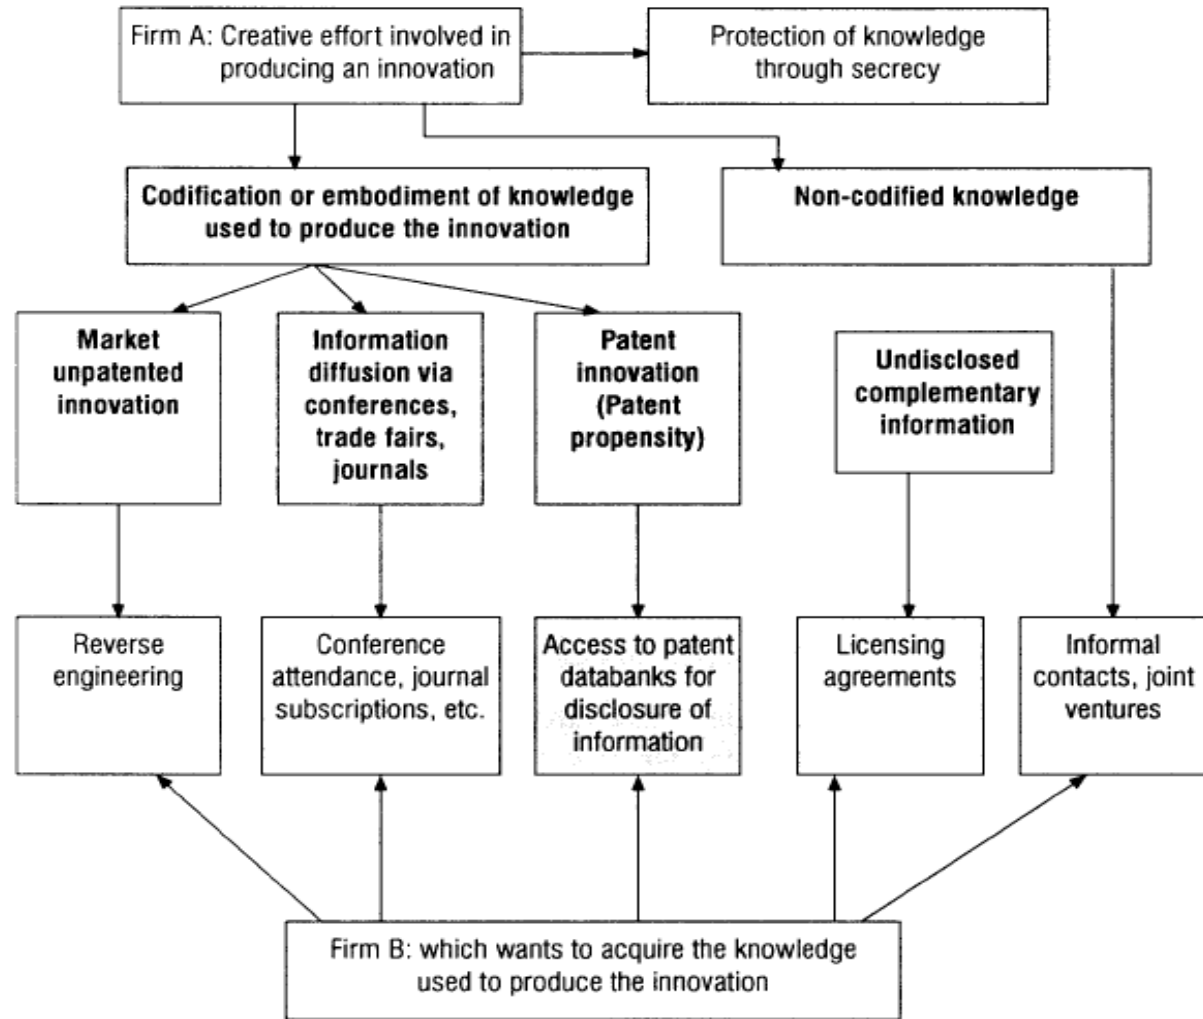 Firm A: Creative effort involved in
producing an innovation
Protection of knowledge
through secrecy
Codification or embodiment of knowledge
used to produce the innovation
Non-codified knowledge
Market
unpatented
innovation
Information
diffusion via
conferences,
trade fairs,
journals
Patent
innovation
(Patent
propensity)
Undisclosed
complementary
information
Reverse
engineering
Conference
attendance, journal
subscriptions, etc.
Access to patent
databanks for
disclosure of
information
Licensing
agreements
Informal
contacts, joint
ventures
Firm B: which wants to acquire the knowledge
used to produce the innovation